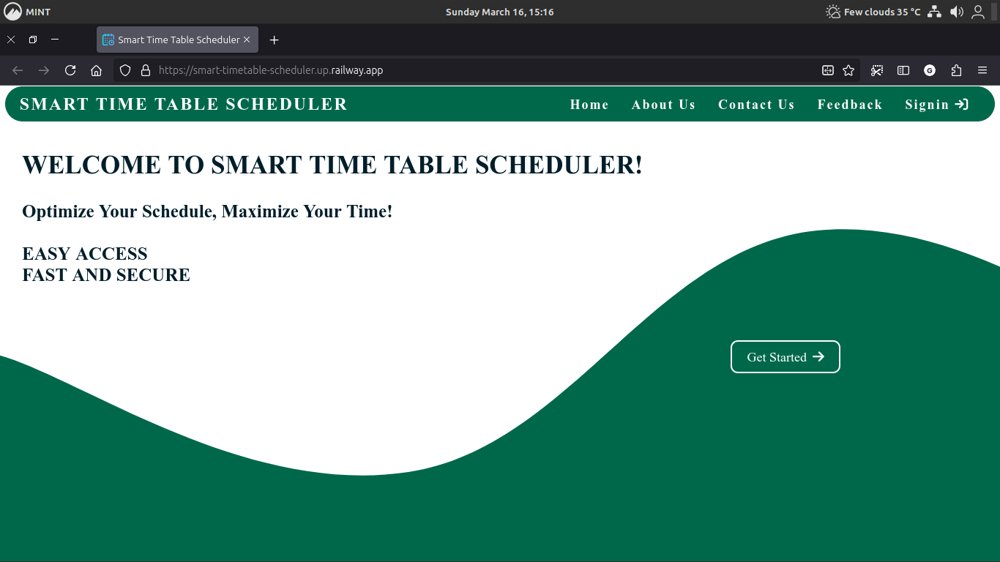 MINT Sunday March 16, 15:16 Few clouds 35 °C
Smart Time Table Scheduler
https://smart-timetable-scheduler.up.railway.app G
SMART TIME TABLE SCHEDULER Home About Us Contact Us Feedback Signin
WELCOME TO SMART TIME TABLE SCHEDULER!
Optimize Your Schedule, Maximize Your Time!
EASY ACCESS
FAST AND SECURE
Get Started